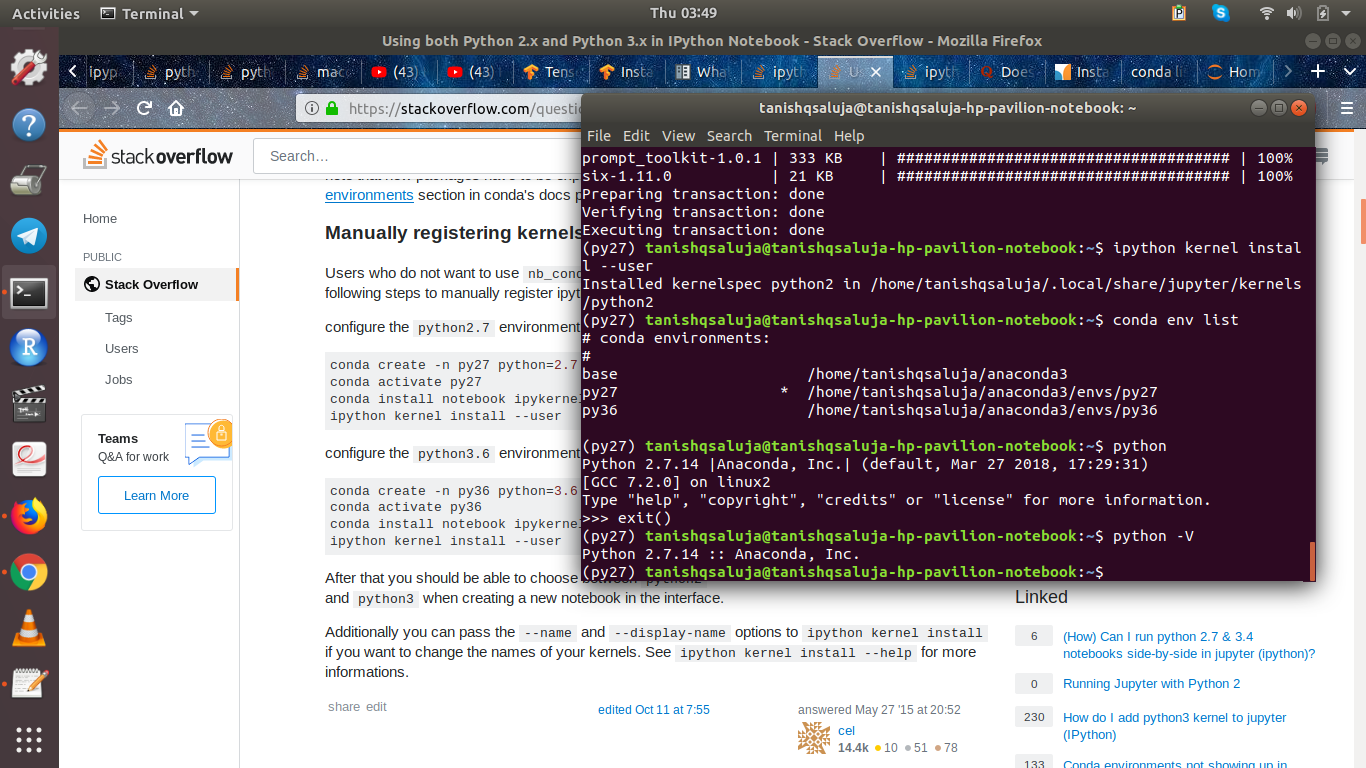 Activities
Terminal
Thu 03:49
Using both Python 2.x and Python 3.x in IPython Notebook - Stack Overflow - Mozilla Firefox
ipyp
pyth
pyth
mac
(43)
(43)
Tens
Insta
Wha
ipyt
ipyt
Does
Insta
conda li
Hom
https://stackoverflow.com/questi
stack overflow
Search…
Home
PUBLIC
Stack Overflow
Tags
Users
Jobs
Teams
Q&A for work
Learn More
environments section in conda's docs
Manually registering kernels
Users who do not want to use nb_cond
following steps to manually register ipyt
configure the python2.7 environment
conda create -n py27 python=2.7
conda activate py27
conda install notebook ipykerne
ipython kernel install --user
configure the python3.6 environment
conda create -n py36 python=3.6
conda activate py36
conda install notebook ipykerne
ipython kernel install --user
After that you should be able to choose between python2
and python3 when creating a new notebook in the interface.
Additionally you can pass the --name and --display-name options to ipython kernel install
if you want to change the names of your kernels. See ipython kernel install --help for more
informations.
share edit
edited Oct 11 at 7:55
answered May 27 '15 at 20:52
cel
14.4k 10 51 78
tanishqsaluja@tanishqsaluja-hp-pavilion-notebook: ~
File Edit View Search Terminal Help
prompt_toolkit-1.0.1 | 333 KB | ##################################### | 100%
six-1.11.0 | 21 KB | ##################################### | 100%
Preparing transaction: done
Verifying transaction: done
Executing transaction: done
(py27) tanishqsaluja@tanishqsaluja-hp-pavilion-notebook:~$ ipython kernel instal
l --user
Installed kernelspec python2 in /home/tanishqsaluja/.local/share/jupyter/kernels
/python2
(py27) tanishqsaluja@tanishqsaluja-hp-pavilion-notebook:~$ conda env list
# conda environments:
#
base /home/tanishqsaluja/anaconda3
py27 * /home/tanishqsaluja/anaconda3/envs/py27
py36 /home/tanishqsaluja/anaconda3/envs/py36
(py27) tanishqsaluja@tanishqsaluja-hp-pavilion-notebook:~$ python
Python 2.7.14 |Anaconda, Inc.| (default, Mar 27 2018, 17:29:31)
[GCC 7.2.0] on linux2
Type "help", "copyright", "credits" or "license" for more information.
>>> exit()
(py27) tanishqsaluja@tanishqsaluja-hp-pavilion-notebook:~$ python -V
Python 2.7.14 :: Anaconda, Inc.
(py27) tanishqsaluja@tanishqsaluja-hp-pavilion-notebook:~$
Linked
6 (How) Can I run python 2.7 & 3.4
notebooks side-by-side in jupyter (ipython)?
0 Running Jupyter with Python 2
230 How do I add python3 kernel to jupyter
(IPython)
133 Conda environments not showing up in